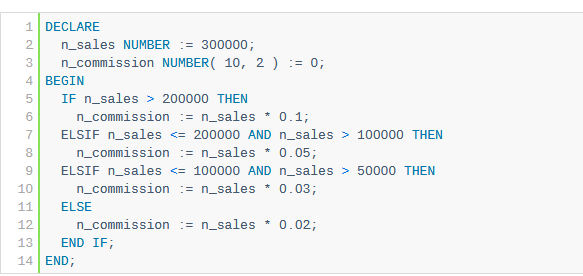 1 DECLARE
2   n_sales NUMBER := 300000;
3   n_commission NUMBER( 10, 2 ) := 0;
4 BEGIN
5   IF n_sales > 200000 THEN
6     n_commission := n_sales * 0.1;
7   ELSIF n_sales <= 200000 AND n_sales > 100000 THEN
8     n_commission := n_sales * 0.05;
9   ELSIF n_sales <= 100000 AND n_sales > 50000 THEN
10     n_commission := n_sales * 0.03;
11   ELSE
12     n_commission := n_sales * 0.02;
13   END IF;
14 END;